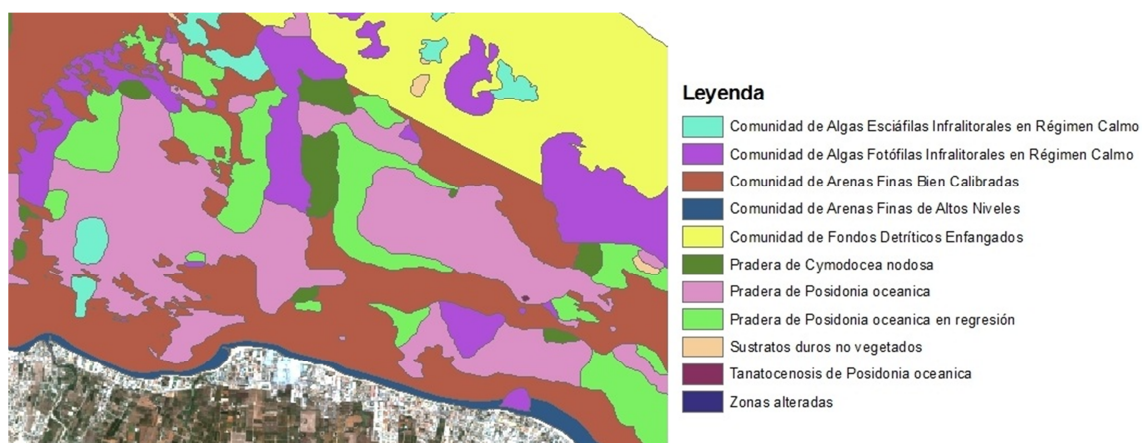 Leyenda
Comunidad de Algas Esciáfilas Infralitorales en Régimen Calmo
Comunidad de Algas Fotófilas Infralitorales en Régimen Calmo
Comunidad de Arenas Finas Bien Calibradas
Comunidad de Arenas Finas de Altos Niveles
Comunidad de Fondos Detríticos Enfangados
Pradera de Cymodocea nodosa
Pradera de Posidonia oceanica
Pradera de Posidonia oceanica en regresión
Sustratos duros no vegetados
Tanatocenosis de Posidonia oceanica
Zonas alteradas